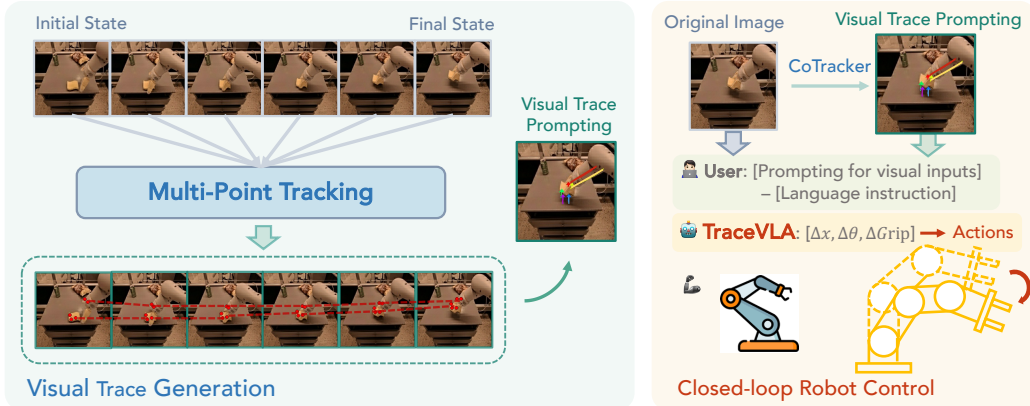 Initial State
Final State
Multi-Point Tracking
Visual Trace
Prompting
Visual Trace Generation
Original Image
Visual Trace Prompting
CoTracker
User: [Prompting for visual inputs]
– [Language instruction]
TraceVLA: [Δx, Δθ, ΔGrip] → Actions
Closed-loop Robot Control